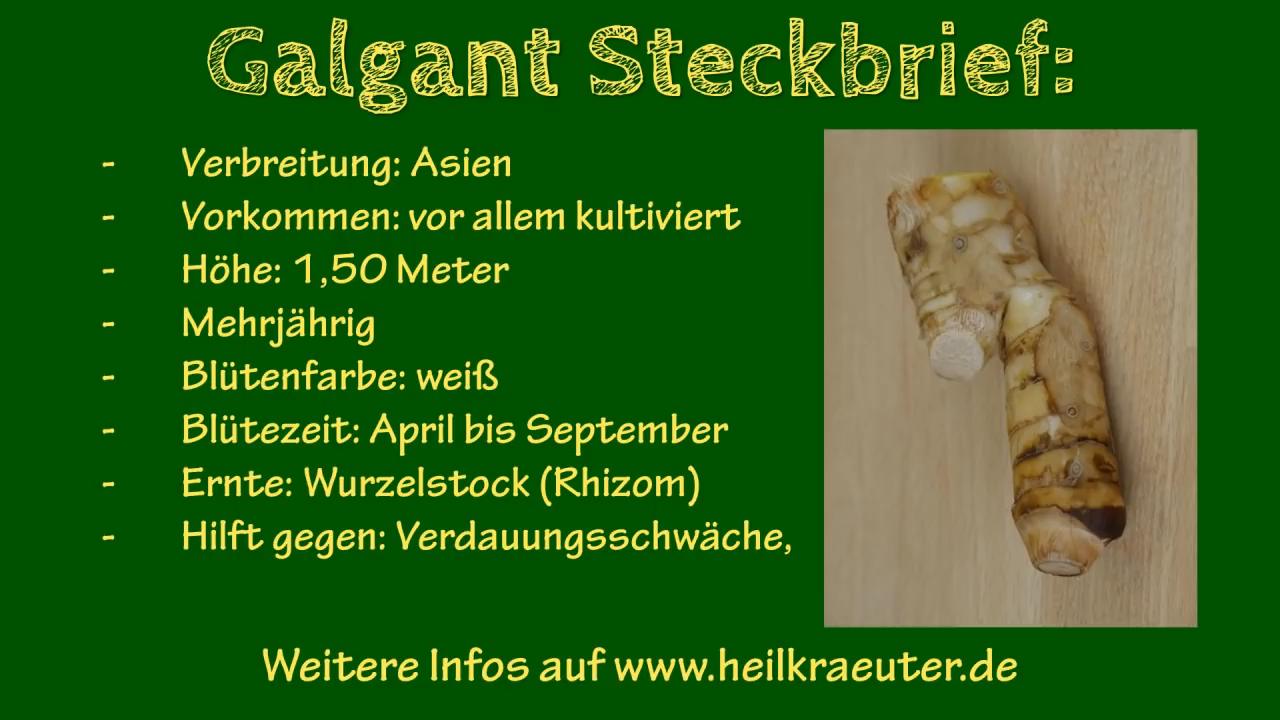 Galgant Steckbrief:
- Verbreitung: Asien
- Vorkommen: vor allem kultiviert
- Höhe: 1,50 Meter
- Mehrjährig
- Blütenfarbe: weiß
- Blütezeit: April bis September
- Ernte: Wurzelstock (Rhizom)
- Hilft gegen: Verdauungsschwäche,
Weitere Infos auf www.heilkraeuter.de